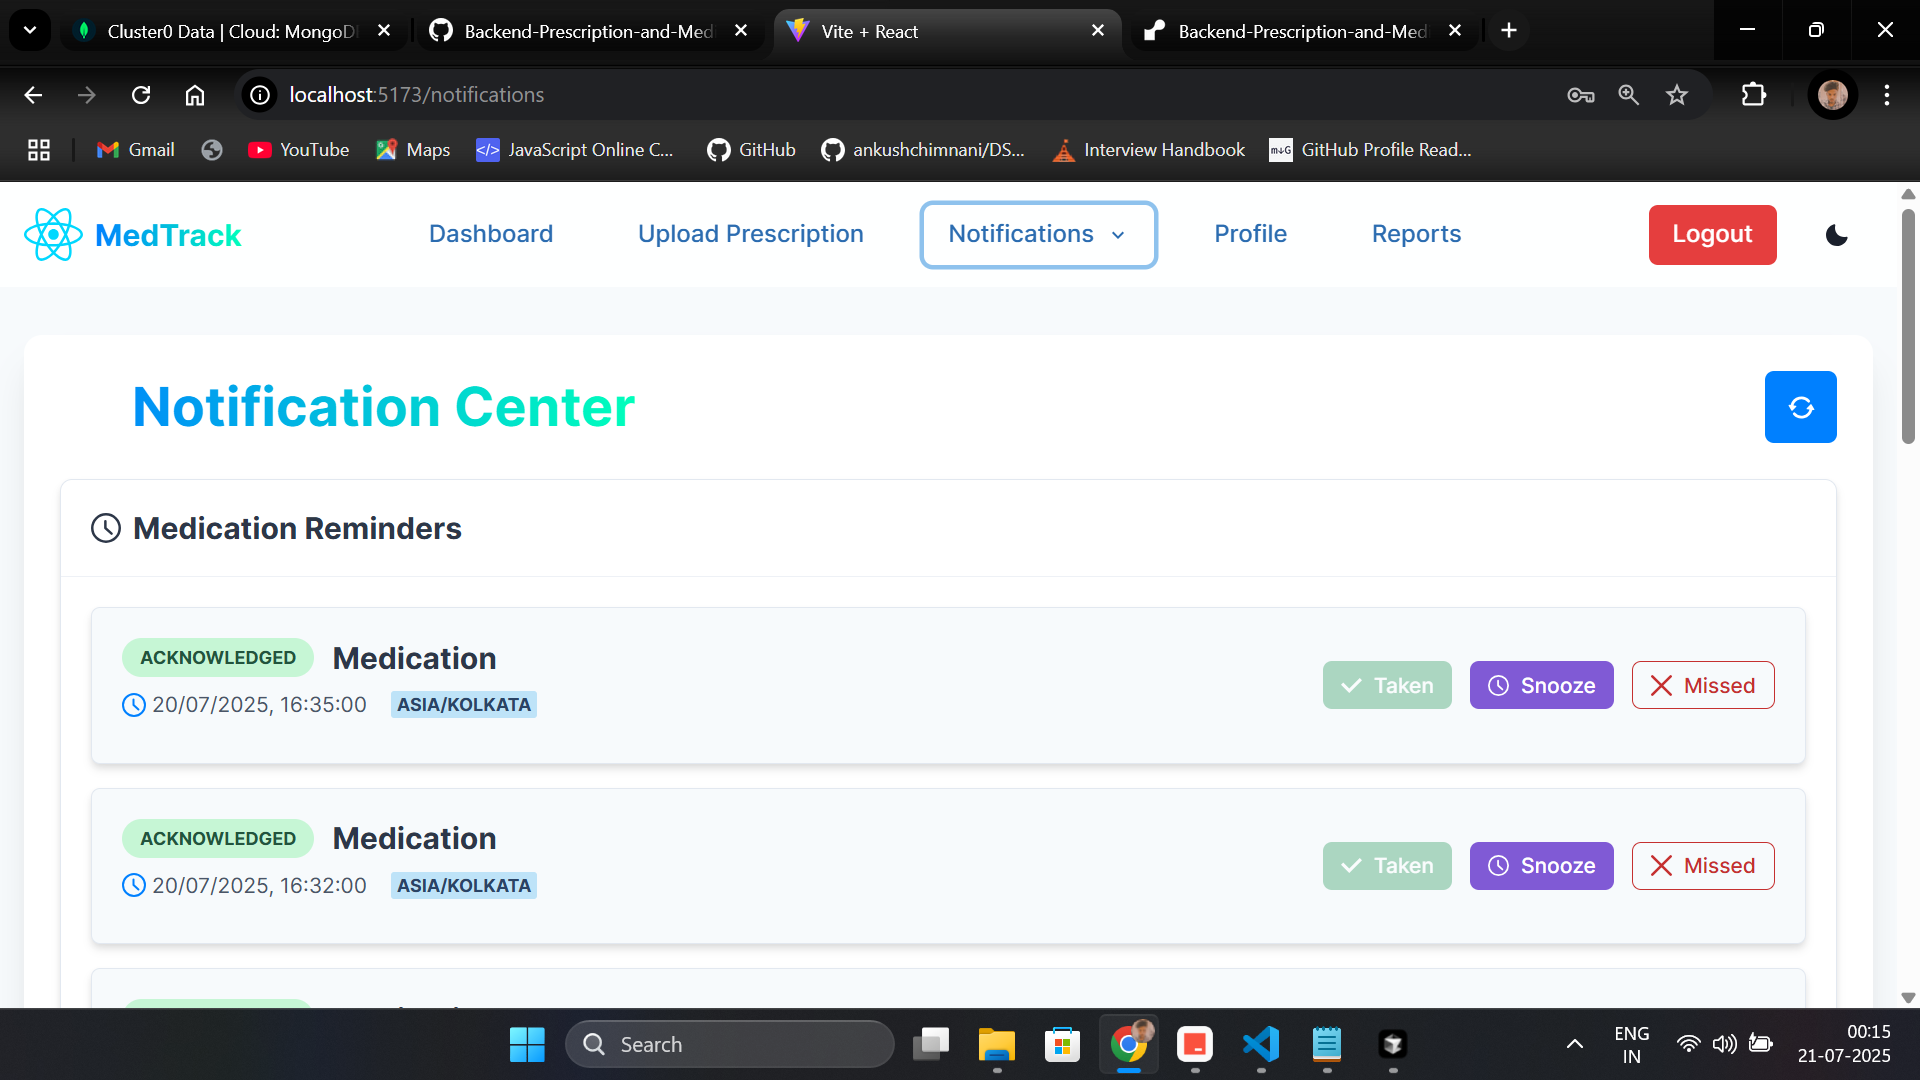 Cluster0 Data | Cloud: MongoD
Backend-Prescription-and-Med
Vite + React
Backend-Prescription-and-Med
localhost:5173/notifications
Gmail
YouTube
Maps
</> JavaScript Online C...
GitHub
ankushchimnani/DS...
Interview Handbook
GitHub Profile Read...
MedTrack
Dashboard
Upload Prescription
Notifications
Profile
Reports
Logout
Notification Center
Medication Reminders
ACKNOWLEDGED Medication
20/07/2025, 16:35:00 ASIA/KOLKATA
Taken
Snooze
Missed
ACKNOWLEDGED Medication
20/07/2025, 16:32:00 ASIA/KOLKATA
Taken
Snooze
Missed
Search
ENG
IN
00:15
21-07-2025